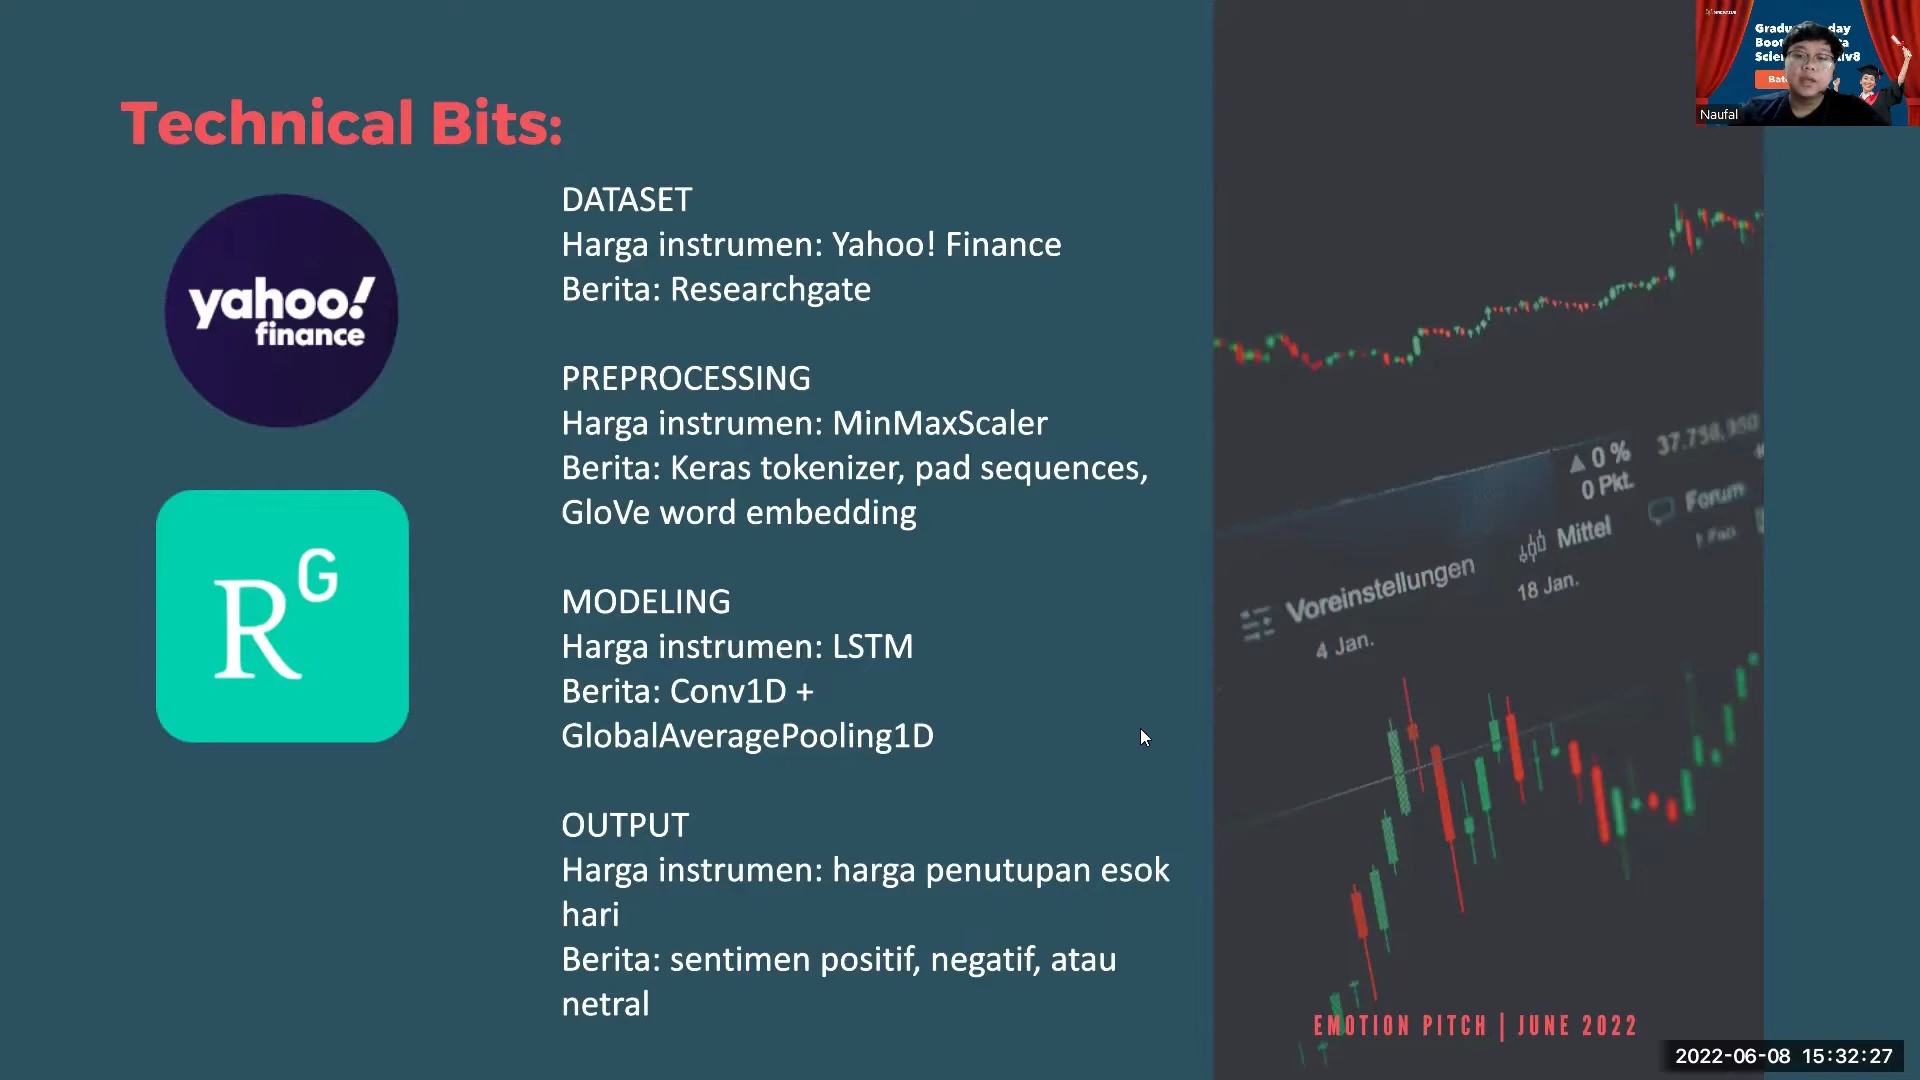 Technical Bits:
yahoo!
finance
R G
DATASET
Harga instrumen: Yahoo! Finance
Berita: Researchgate
PREPROCESSING
Harga instrumen: MinMaxScaler
Berita: Keras tokenizer, pad sequences,
GloVe word embedding
MODELING
Harga instrumen: LSTM
Berita: Conv1D +
GlobalAveragePooling1D
OUTPUT
Harga instrumen: harga penutupan esok
hari
Berita: sentimen positif, negatif, atau
netral
Naufal
0 %
0 Pkt.
Mittel
Forum
Voreinstellungen
18 Jan.
4 Jan.
EMOTION PITCH | JUNE 2022
2022-06-08 15:32:27